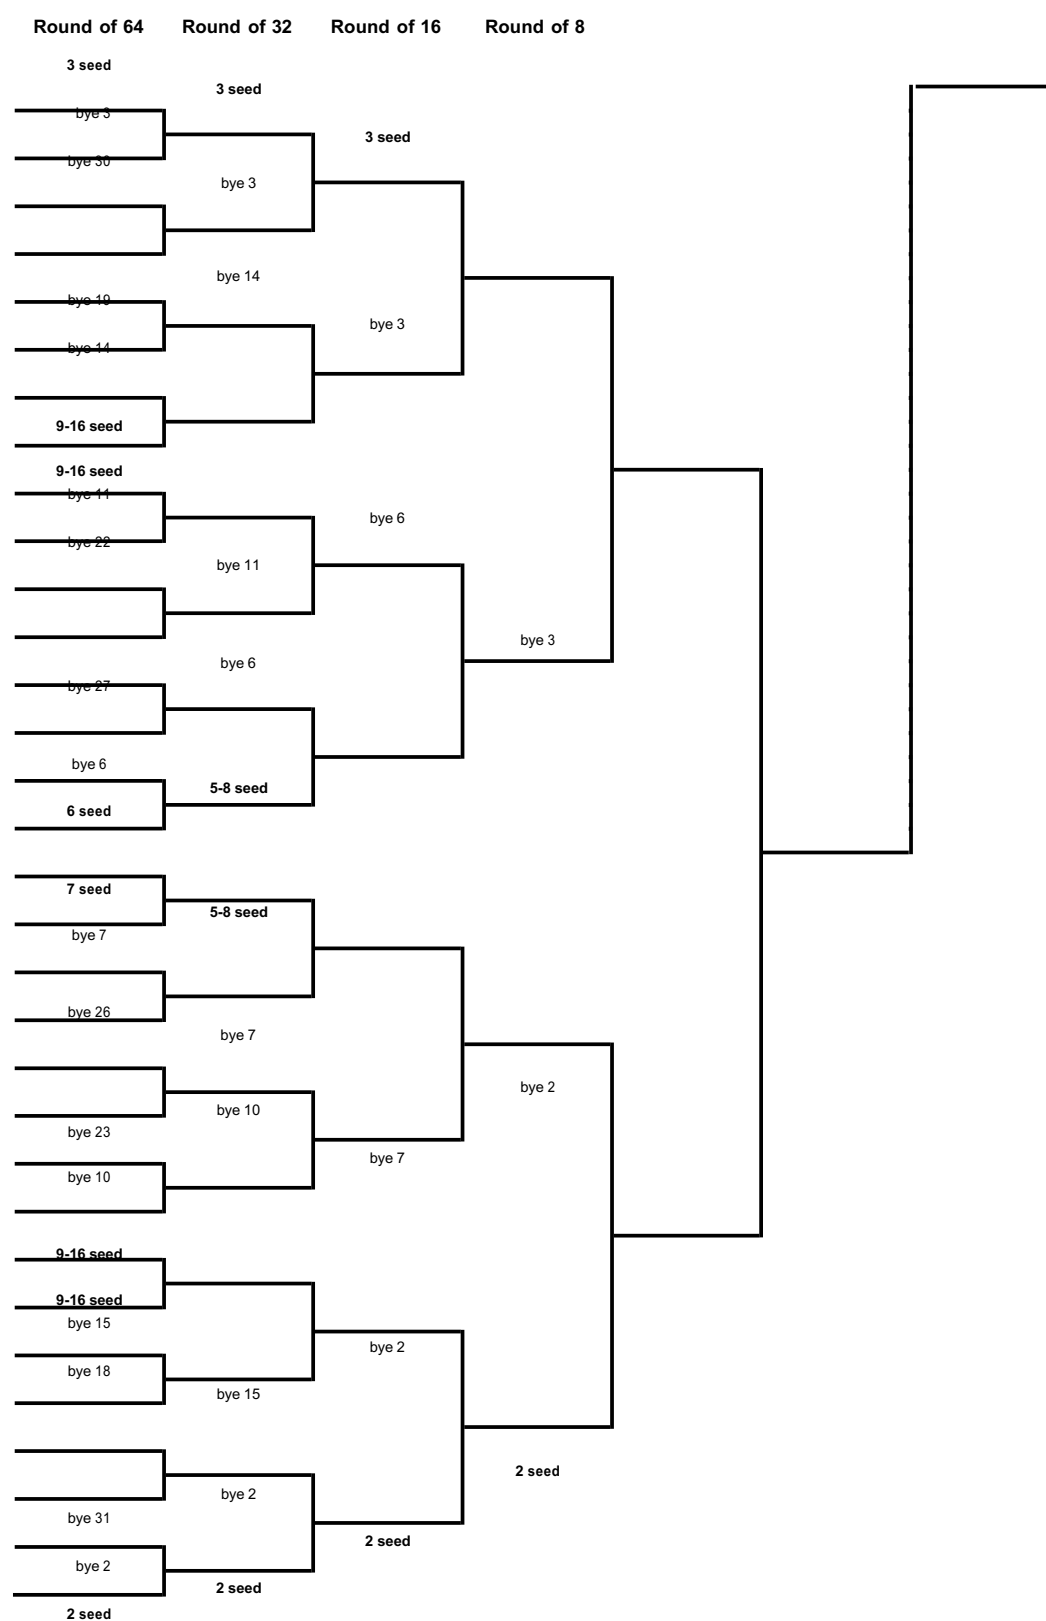 Round of 64 Round of 32 Round of 16 Round of 8
3 seed
3 seed
bye 3
3 seed
bye 30
bye 3
bye 14
bye 19
bye 3
bye 14
9-16 seed
9-16 seed
bye 11
bye 6
bye 22
bye 11
bye 3
bye 6
bye 27
bye 6
5-8 seed
6 seed
7 seed
5-8 seed
bye 7
bye 26
bye 7
bye 2
bye 10
bye 23
bye 7
bye 10
9-16 seed
9-16 seed
bye 15
bye 2
bye 18
bye 15
2 seed
bye 2
bye 31
2 seed
bye 2
2 seed
2 seed